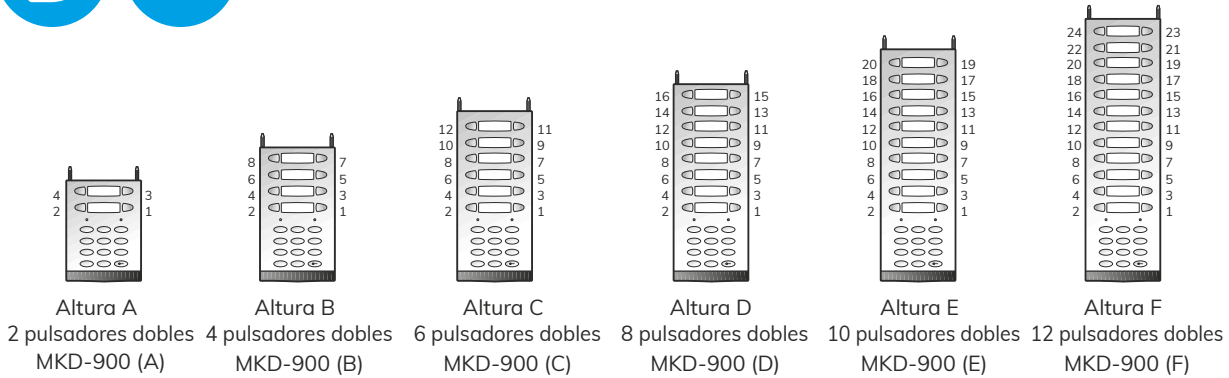 4 3
2 1
Altura A
2 pulsadores dobles
MKD-900 (A)
8 7
6 5
4 3
2 1
Altura B
4 pulsadores dobles
MKD-900 (B)
12 11
10 9
8 7
6 5
4 3
2 1
Altura C
6 pulsadores dobles
MKD-900 (C)
16 15
14 13
12 11
10 9
8 7
6 5
4 3
2 1
Altura D
8 pulsadores dobles
MKD-900 (D)
20 19
18 17
16 15
14 13
12 11
10 9
8 7
6 5
4 3
2 1
Altura E
10 pulsadores dobles
MKD-900 (E)
24 23
22 21
20 19
18 17
16 15
14 13
12 11
10 9
8 7
6 5
4 3
2 1
Altura F
12 pulsadores dobles
MKD-900 (F)